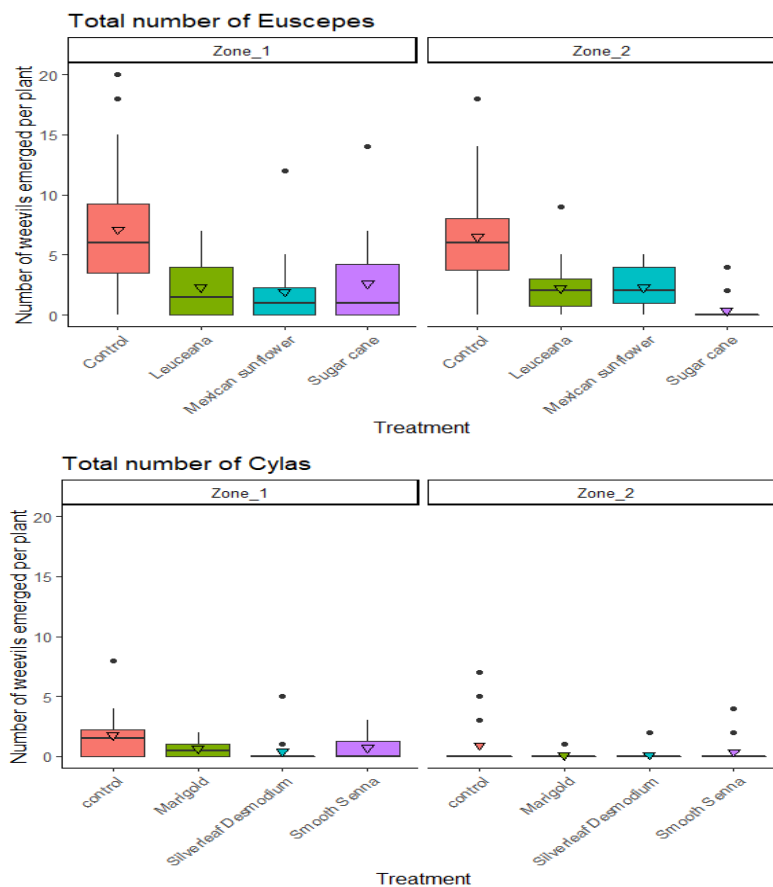 Total number of Euscepes
Zone_1
Zone_2
Number of weevils emerged per plant
20
15
10
5
0
Control
Leuceana
Mexican sunflower
Sugar cane
Control
Leuceana
Mexican sunflower
Sugar cane
Treatment
Total number of Cylas
Zone_1
Zone_2
Number of weevils emerged per plant
20
15
10
5
0
control
Marigold
Silverleaf Desmodium
Smooth Senna
control
Marigold
Silverleaf Desmodium
Smooth Senna
Treatment